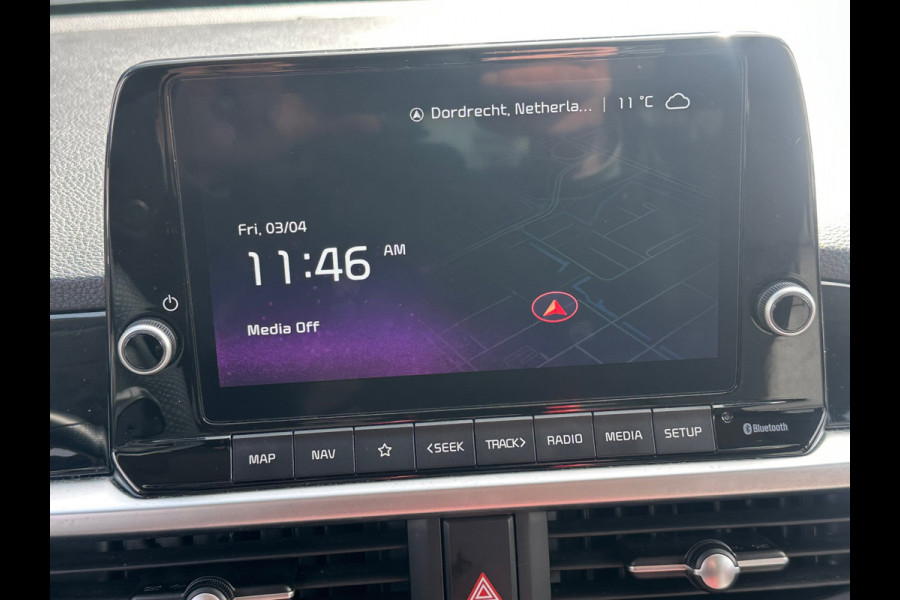 Dordrecht, Netherla... | 11 °C
Fri, 03/04
11:46 AM
Media Off
MAP NAV <SEEK TRACK> RADIO MEDIA SETUP
Bluetooth